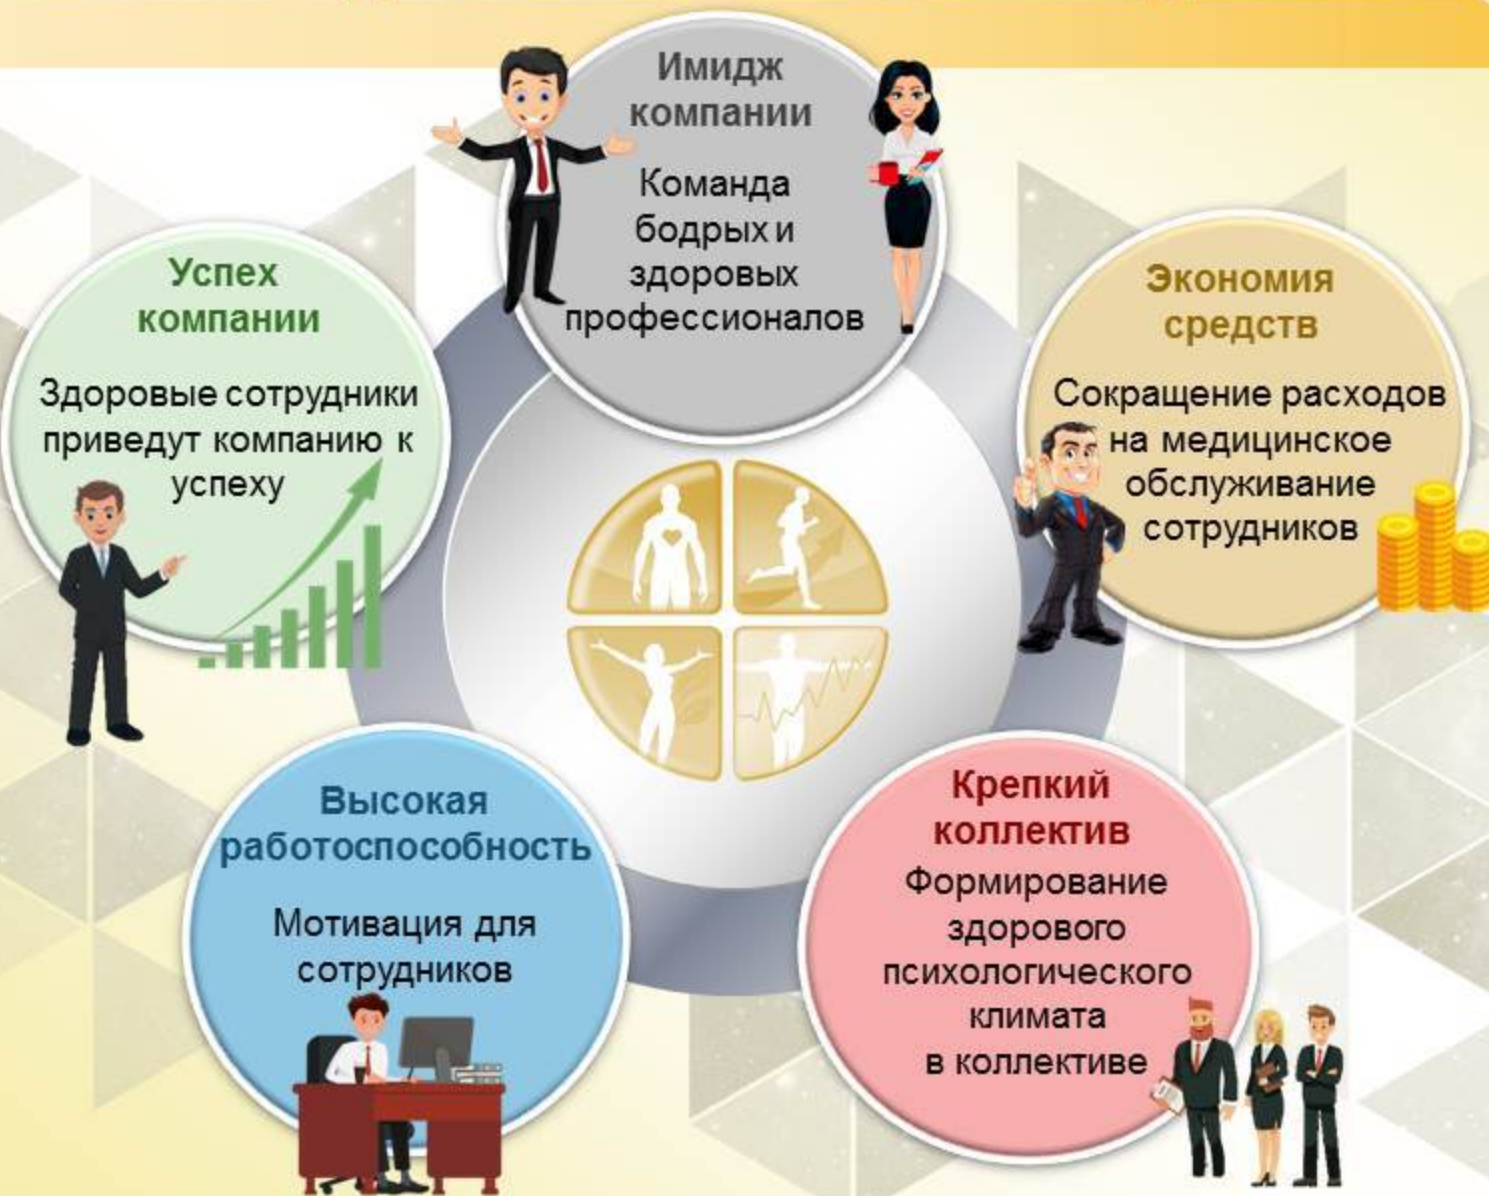 Имидж
компании
Команда
бодрых и
здоровых
профессионалов
Успех
компании
Здоровые сотрудники
приведут компанию к
успеху
Экономия
средств
Сокращение расходов
на медицинское
обслуживание
сотрудников
Высокая
работоспособность
Мотивация для
сотрудников
Крепкий
коллектив
Формирование
здорового
психологического
климата
в коллективе